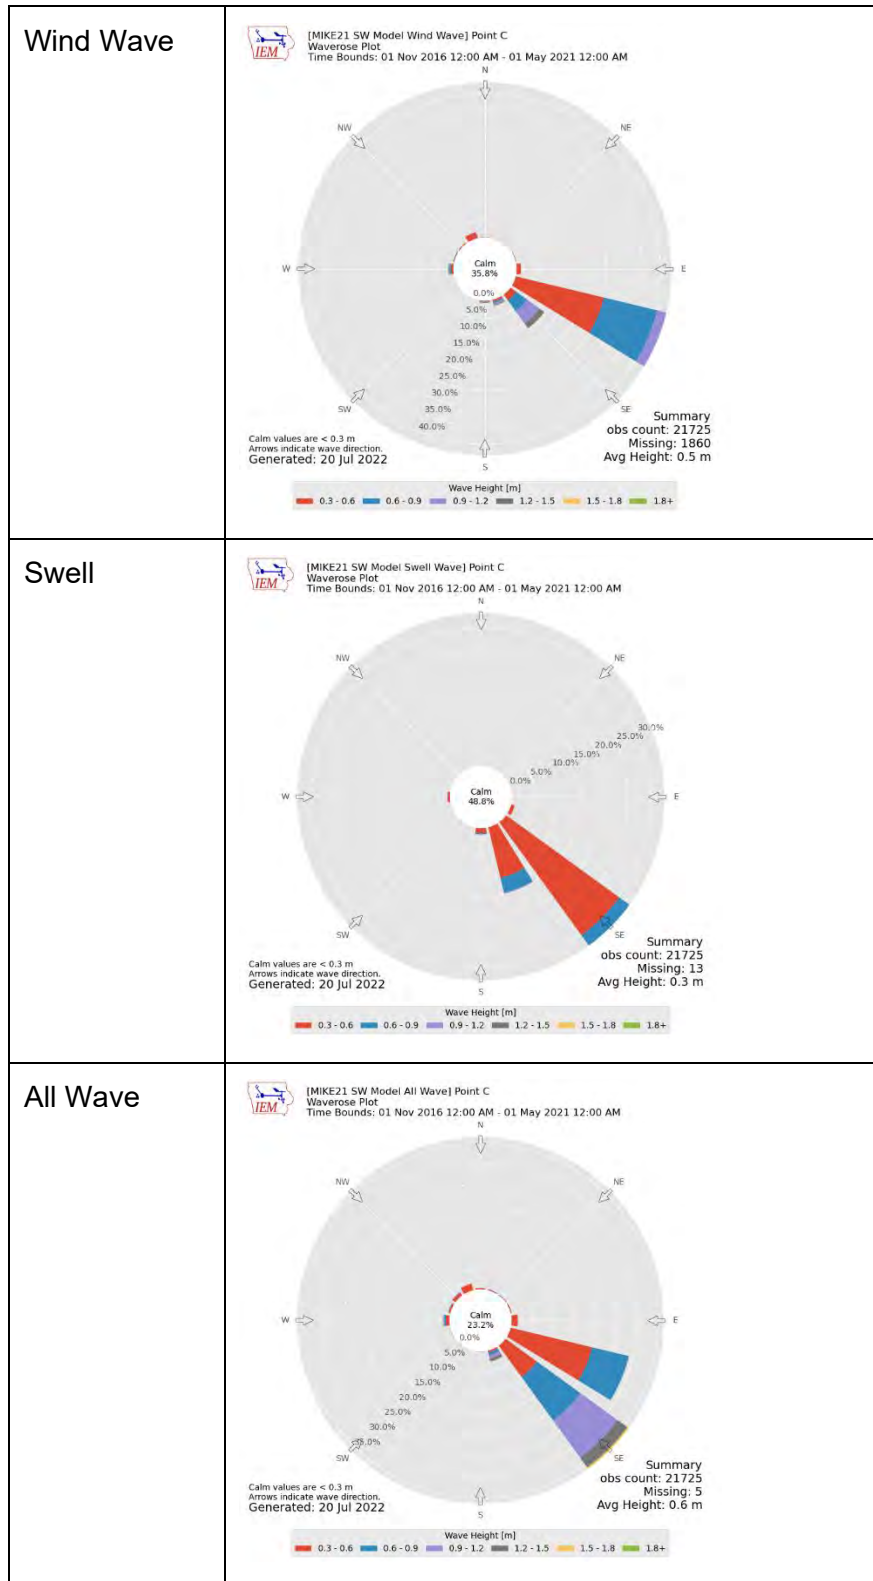 Wind Wave
IEM
[MIKE21 SW Model Wind Wave] Point C
Waverose Plot
Time Bounds: 01 Nov 2016 12:00 AM - 01 May 2021 12:00 AM
N
NW
NE
W
Calm
35.8%
E
0.0%
5.0%
10.0%
15.0%
20.0%
25.0%
30.0%
35.0%
40.0%
SW
SE
S
Summary
obs count: 21725
Missing: 1860
Avg Height: 0.5 m
Calm values are < 0.3 m
Arrows indicate wave direction.
Generated: 20 Jul 2022
Wave Height [m]
0.3 - 0.6 0.6 - 0.9 0.9 - 1.2 1.2 - 1.5 1.5 - 1.8 1.8+
Swell
IEM
[MIKE21 SW Model Swell Wave] Point C
Waverose Plot
Time Bounds: 01 Nov 2016 12:00 AM - 01 May 2021 12:00 AM
N
NW
NE
30.0%
25.0%
20.0%
15.0%
10.0%
5.0%
0.0%
W
Calm
48.8%
E
SW
SE
S
Summary
obs count: 21725
Missing: 13
Avg Height: 0.3 m
Calm values are < 0.3 m
Arrows indicate wave direction.
Generated: 20 Jul 2022
Wave Height [m]
0.3 - 0.6 0.6 - 0.9 0.9 - 1.2 1.2 - 1.5 1.5 - 1.8 1.8+
All Wave
IEM
[MIKE21 SW Model All Wave] Point C
Waverose Plot
Time Bounds: 01 Nov 2016 12:00 AM - 01 May 2021 12:00 AM
N
NW
NE
W
Calm
23.2%
E
0.0%
5.0%
10.0%
15.0%
20.0%
25.0%
30.0%
35.0%
SW
SE
S
Summary
obs count: 21725
Missing: 5
Avg Height: 0.6 m
Calm values are < 0.3 m
Arrows indicate wave direction.
Generated: 20 Jul 2022
Wave Height [m]
0.3 - 0.6 0.6 - 0.9 0.9 - 1.2 1.2 - 1.5 1.5 - 1.8 1.8+